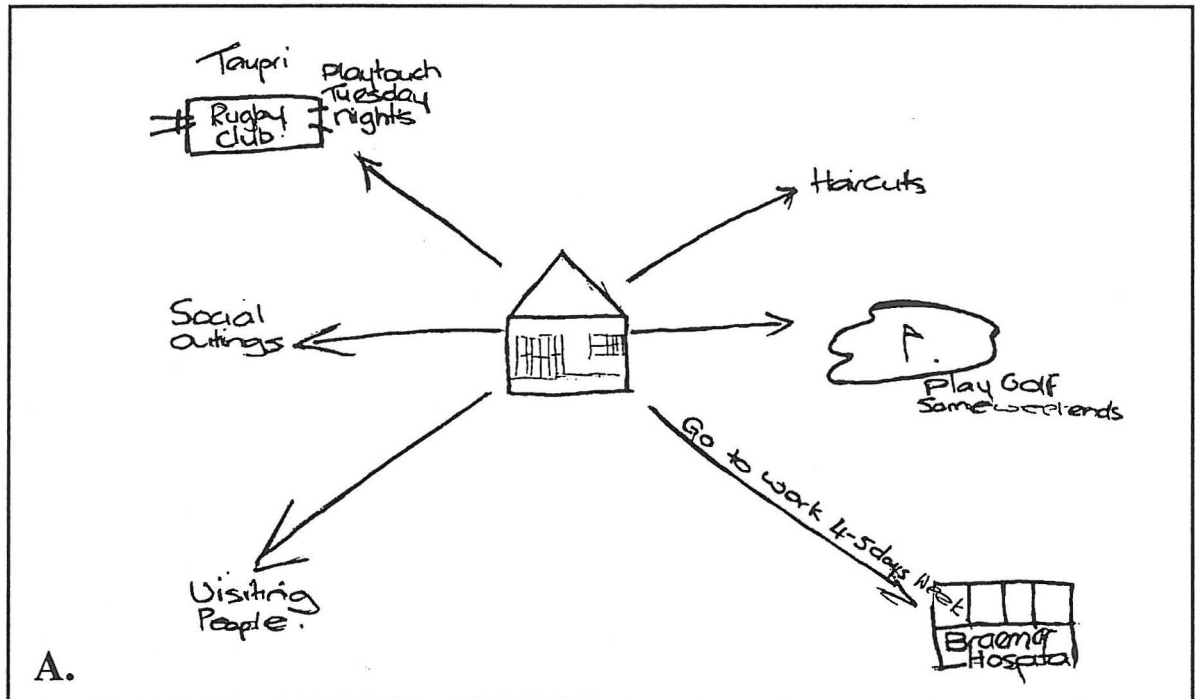 Taupri
Rugby
club.
Playtouch
Tuesday
nights
Haircuts
Social
outings
Play Golf
Some weekends
Go to work 4-5 days week
Visiting
People.
Braemar
Hospital
A.